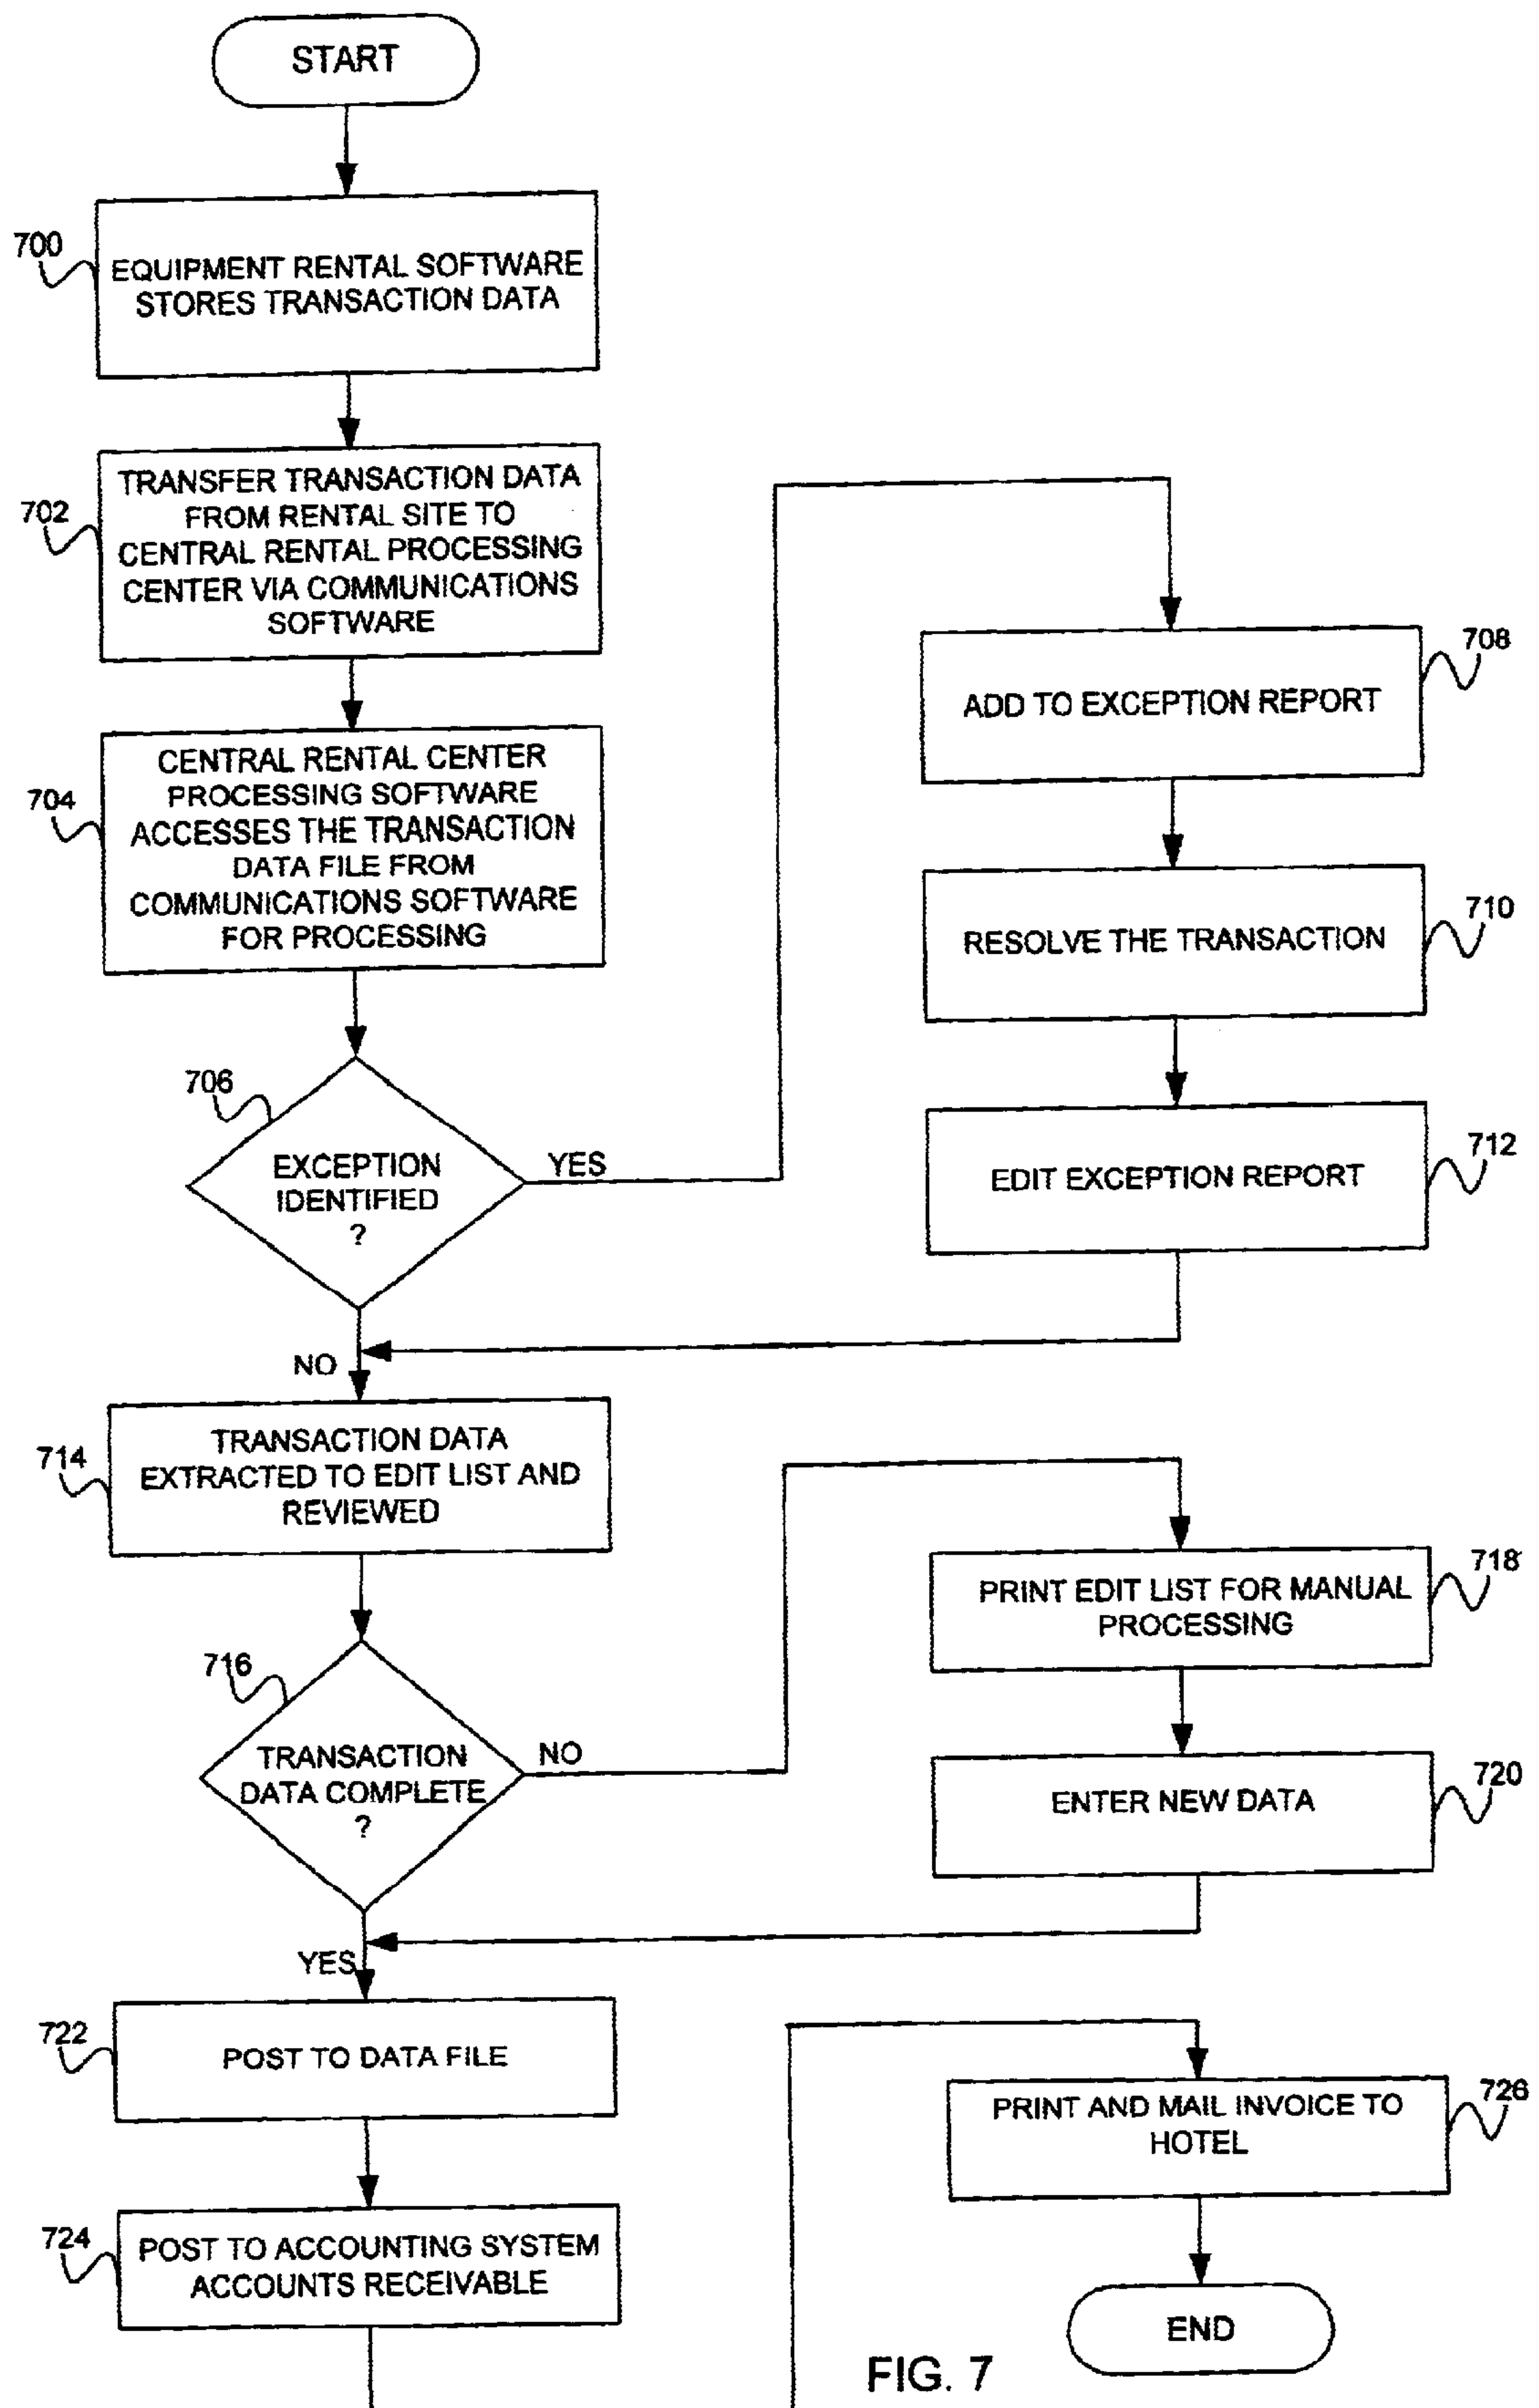 START
700
EQUIPMENT RENTAL SOFTWARE
STORES TRANSACTION DATA
702
TRANSFER TRANSACTION DATA
FROM RENTAL SITE TO
CENTRAL RENTAL PROCESSING
CENTER VIA COMMUNICATIONS
SOFTWARE
704
CENTRAL RENTAL CENTER
PROCESSING SOFTWARE
ACCESSES THE TRANSACTION
DATA FILE FROM
COMMUNICATIONS SOFTWARE
FOR PROCESSING
706
EXCEPTION
IDENTIFIED
?
YES
708
ADD TO EXCEPTION REPORT
710
RESOLVE THE TRANSACTION
712
EDIT EXCEPTION REPORT
NO
714
TRANSACTION DATA
EXTRACTED TO EDIT LIST AND
REVIEWED
716
TRANSACTION
DATA COMPLETE
?
NO
718
PRINT EDIT LIST FOR MANUAL
PROCESSING
720
ENTER NEW DATA
YES
722
POST TO DATA FILE
724
POST TO ACCOUNTING SYSTEM
ACCOUNTS RECEIVABLE
726
PRINT AND MAIL INVOICE TO
HOTEL
END
FIG. 7